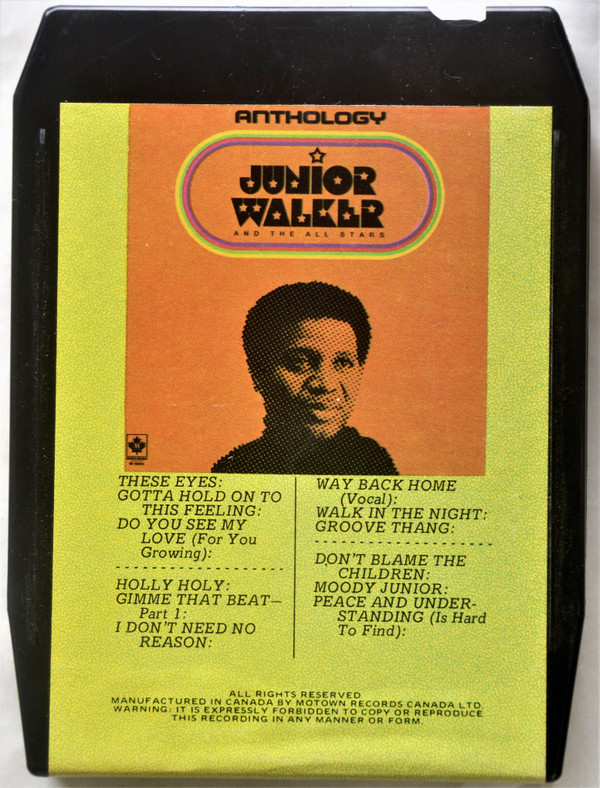 ANTHOLOGY
JUNIOR
WALKER
AND THE ALL STARS
THESE EYES:
GOTTA HOLD ON TO
THIS FEELING:
DO YOU SEE MY
LOVE (For You
Growing):
HOLLY HOLY:
GIMME THAT BEAT—
Part 1:
I DON'T NEED NO
REASON:
WAY BACK HOME
(Vocal):
WALK IN THE NIGHT:
GROOVE THANG:
DON'T BLAME THE
CHILDREN:
MOODY JUNIOR:
PEACE AND UNDER-
STANDING (Is Hard
To Find):
ALL RIGHTS RESERVED
MANUFACTURED IN CANADA BY MOTOWN RECORDS CANADA LTD.
WARNING: IT IS EXPRESSLY FORBIDDEN TO COPY OR REPRODUCE
THIS RECORDING IN ANY MANNER OR FORM.